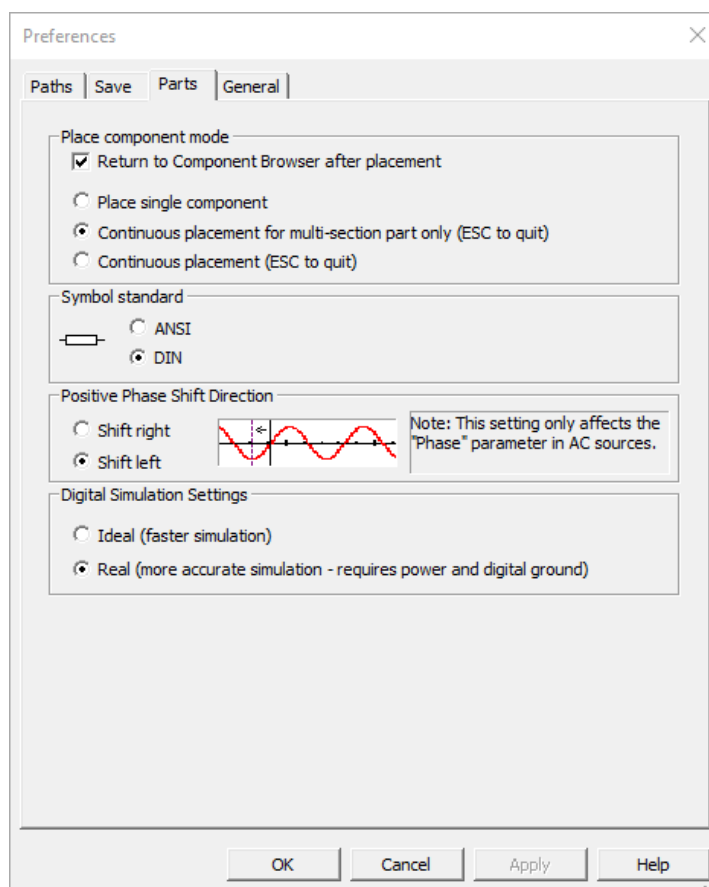 Preferences
Paths Save Parts General
Place component mode
Return to Component Browser after placement
Place single component
Continuous placement for multi-section part only (ESC to quit)
Continuous placement (ESC to quit)
Symbol standard
ANSI
DIN
Positive Phase Shift Direction
Shift right
Shift left
Note: This setting only affects the
"Phase" parameter in AC sources.
Digital Simulation Settings
Ideal (faster simulation)
Real (more accurate simulation - requires power and digital ground)
OK Cancel Apply Help